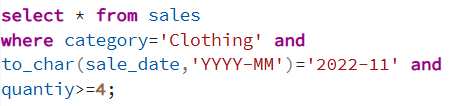 select * from sales
where category='Clothing' and
to_char(sale_date,'YYYY-MM')='2022-11' and
quantiy>=4;